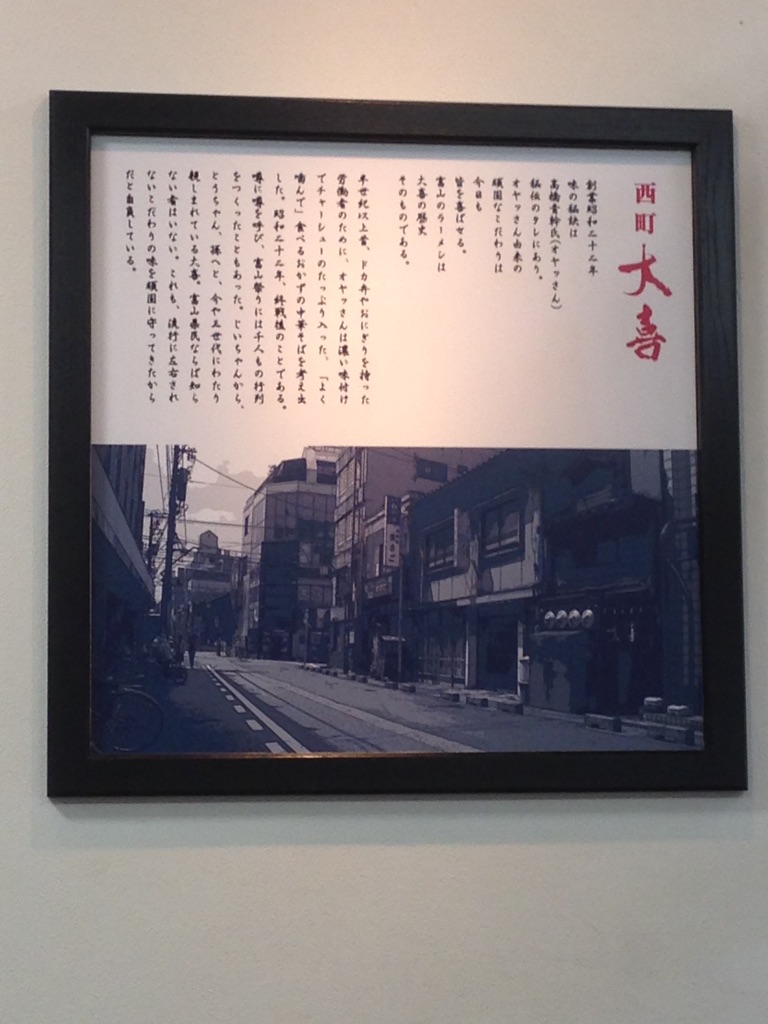 西町 大喜
創業昭和二十二年
味の秘訣は
高橋青幹氏(オヤッさん)
秘伝のタレにあり。
オヤッさん由来の
頑固なこだわりは
今日も
皆を喜ばせる。
富山のラーメンは
大喜の歴史
そのものである。
半世紀以上昔、ドカ弁やおにぎりを持った
労働者のために、オヤッさんは濃い味付け
でチャーシューのたっぷり入った、「よく
噛んで」食べるおかずの中華そばを考え出
した。昭和二十二年、終戦後のことである。
噂に噂を呼び、富山祭りには千人もの行列
をつくったこともあった。じいちゃんから、
とうちゃん、孫へと、今や三世代にわたり
親しまれている大喜。富山県民ならば知ら
ない者はいない。これも、流行に左右され
ないこだわりの味を頑固に守ってきたから
だと自負している。